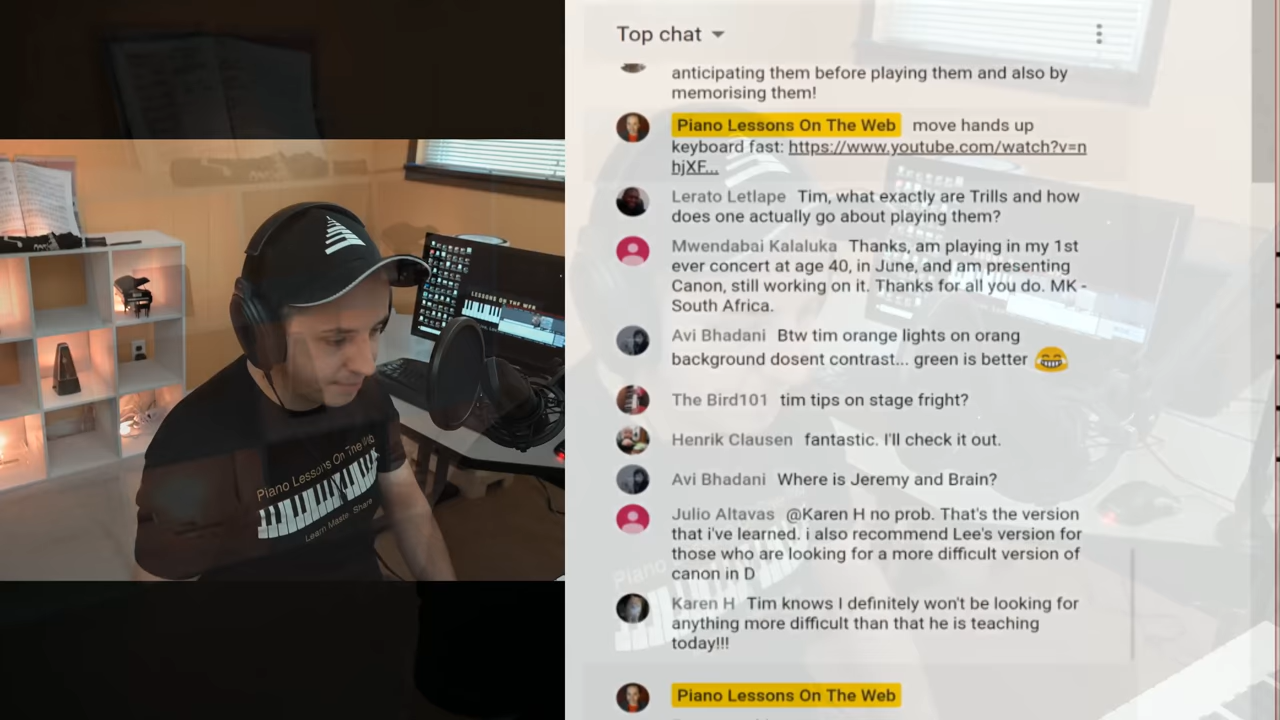 Top chat
anticipating them before playing them and also by
memorising them!
Piano Lessons On The Web move hands up
keyboard fast: https://www.youtube.com/watch?v=n
hjXF...
Lerato Letlape Tim, what exactly are Trills and how
does one actually go about playing them?
Mwendabai Kalaluka Thanks, am playing in my 1st
ever concert at age 40, in June, and am presenting
Canon, still working on it. Thanks for all you do. MK -
South Africa.
Avi Bhadani Btw tim orange lights on orang
background dosent contrast... green is better
The Bird101 tim tips on stage fright?
Henrik Clausen fantastic. I'll check it out.
Avi Bhadani Where is Jeremy and Brain?
Julio Altavas @Karen H no prob. That's the version
that i've learned. i also recommend Lee's version for
those who are looking for a more difficult version of
canon in D
Karen H Tim knows I definitely won't be looking for
anything more difficult than that he is teaching
today!!!
Piano Lessons On The Web
LESSONS ON THE WEB
Piano Lessons On The Web
Learn. Master. Share
Piano